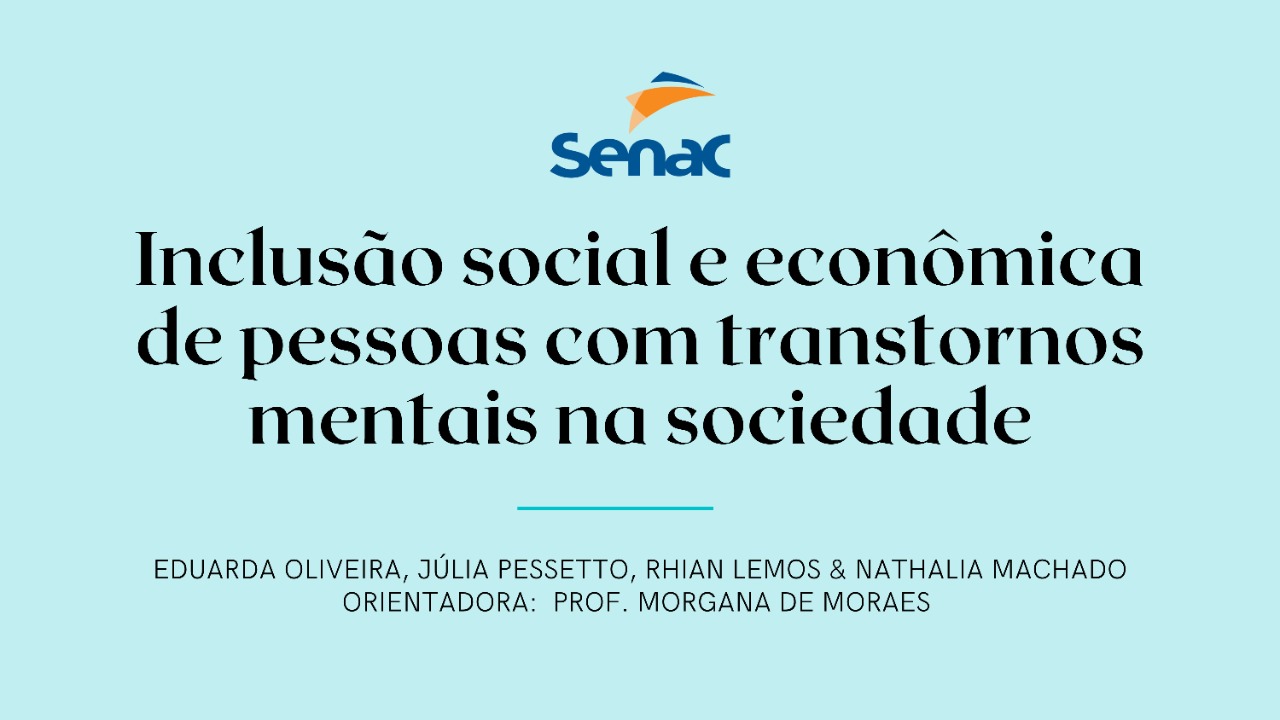 Senac
Inclusão social e econômica
de pessoas com transtornos
mentais na sociedade
EDUARDA OLIVEIRA, JÚLIA PESSETTO, RHIAN LEMOS & NATHALIA MACHADO
ORIENTADORA: PROF. MORGANA DE MORAES